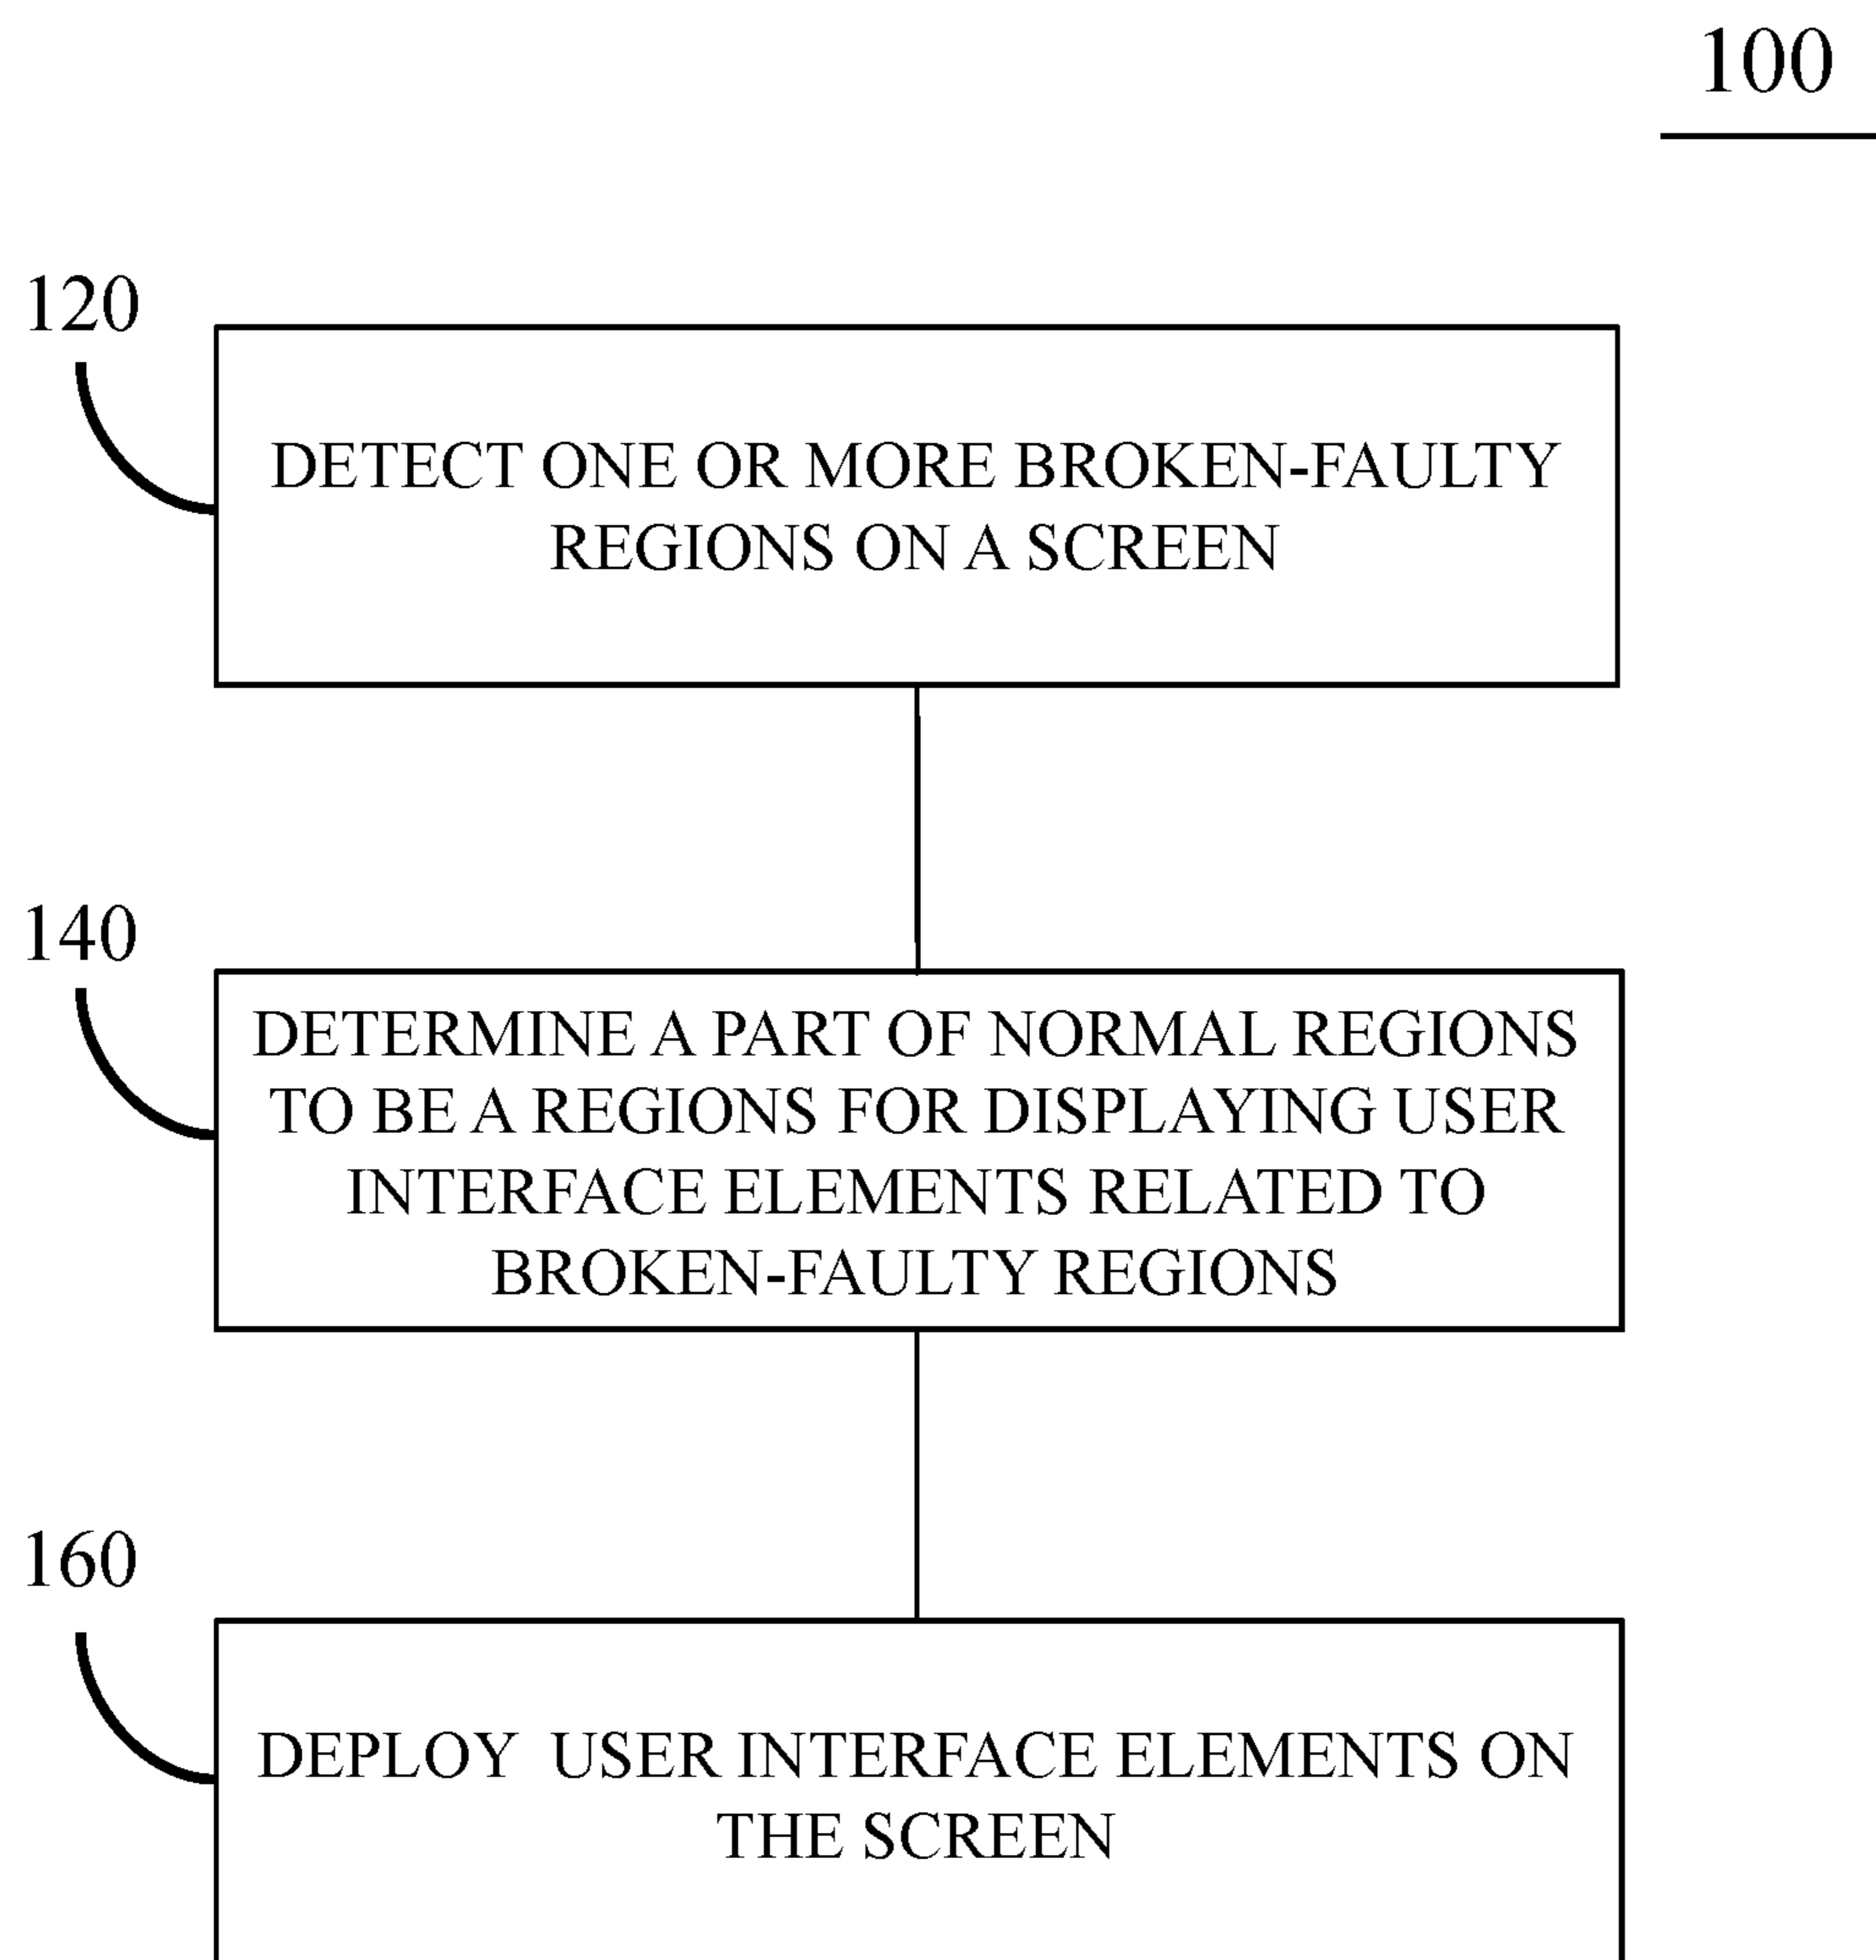 100
120
DETECT ONE OR MORE BROKEN-FAULTY
REGIONS ON A SCREEN
140
DETERMINE A PART OF NORMAL REGIONS
TO BE A REGIONS FOR DISPLAYING USER
INTERFACE ELEMENTS RELATED TO
BROKEN-FAULTY REGIONS
160
DEPLOY USER INTERFACE ELEMENTS ON
THE SCREEN